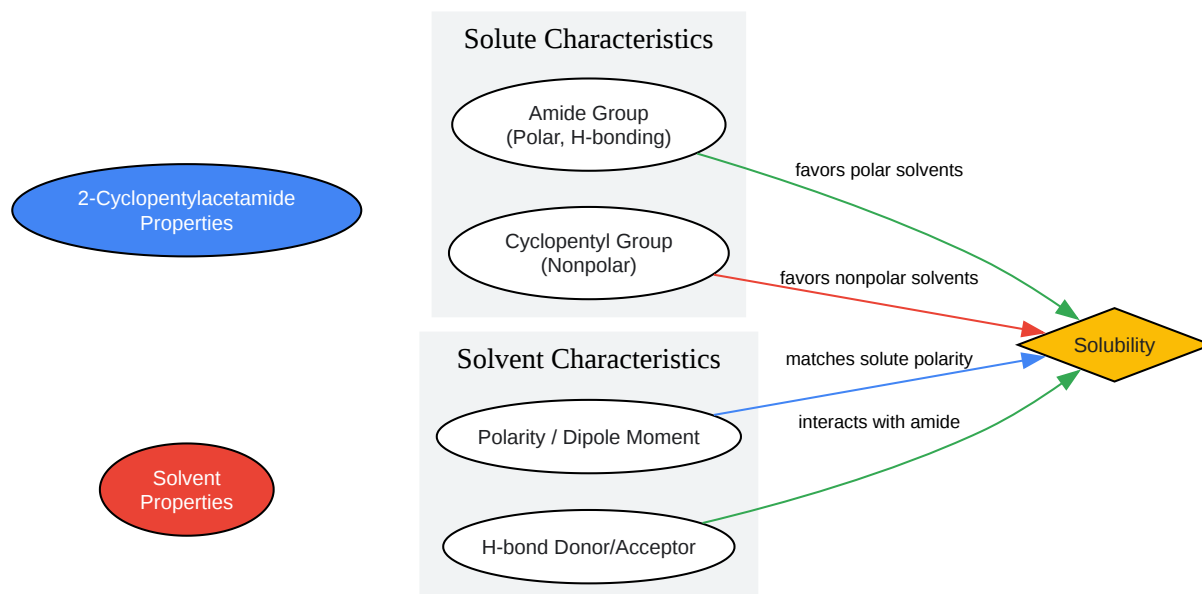 Solute Characteristics
Amide Group
(Polar, H-bonding)
favors polar solvents
2-Cyclopentylacetamide
Properties
Cyclopentyl Group
(Nonpolar)
favors nonpolar solvents
Solubility
Solvent Characteristics
matches solute polarity
Polarity / Dipole Moment
interacts with amide
Solvent
Properties
H-bond Donor/Acceptor